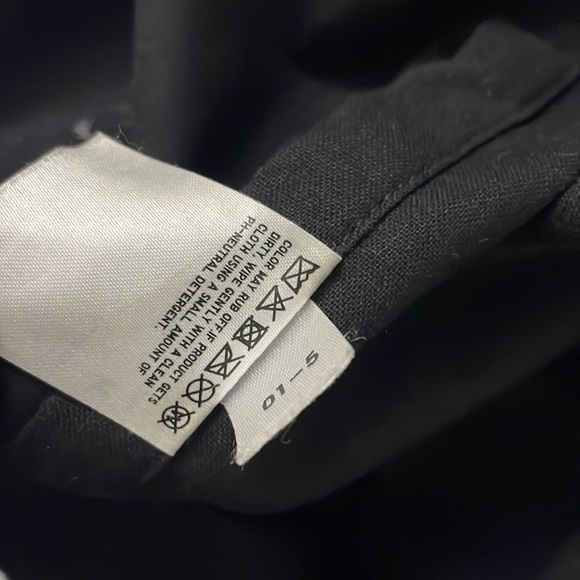 COLOR MAY RUB OFF.IF PRODUCT GETS
DIRTY, WIPE GENTLY WITH A CLEAN
CLOTH USING A SMALL AMOUNT OF
PH-NEUTRAL DETERGENT.
01-5